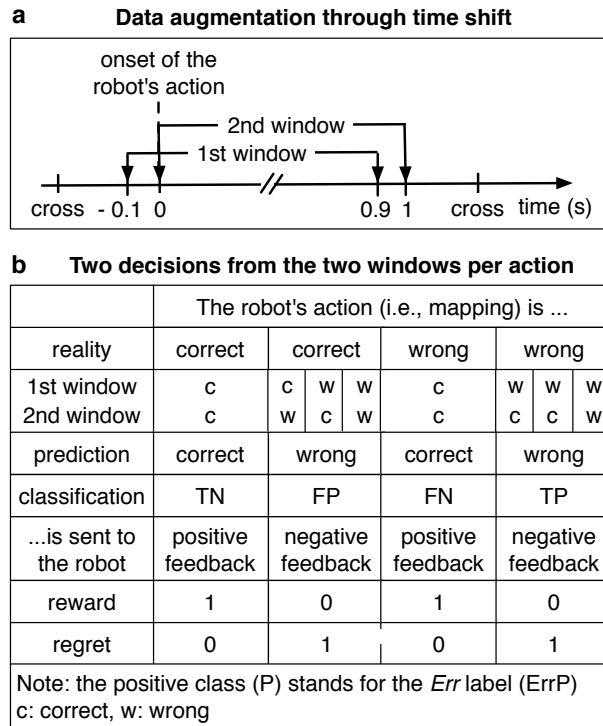 a Data augmentation through time shift
onset of the
robot's action
2nd window
1st window
cross - 0.1 0 0.9 1 cross time (s)
b Two decisions from the two windows per action
The robot's action (i.e., mapping) is ...
reality correct correct wrong wrong
1st window c c w w c w w w
2nd window c w c w c c c w
prediction correct wrong correct wrong
classification TN FP FN TP
...is sent to positive negative positive negative
the robot feedback feedback feedback feedback
reward 1 0 1 0
regret 0 1 0 1
Note: the positive class (P) stands for the Err label (ErrP)
c: correct, w: wrong